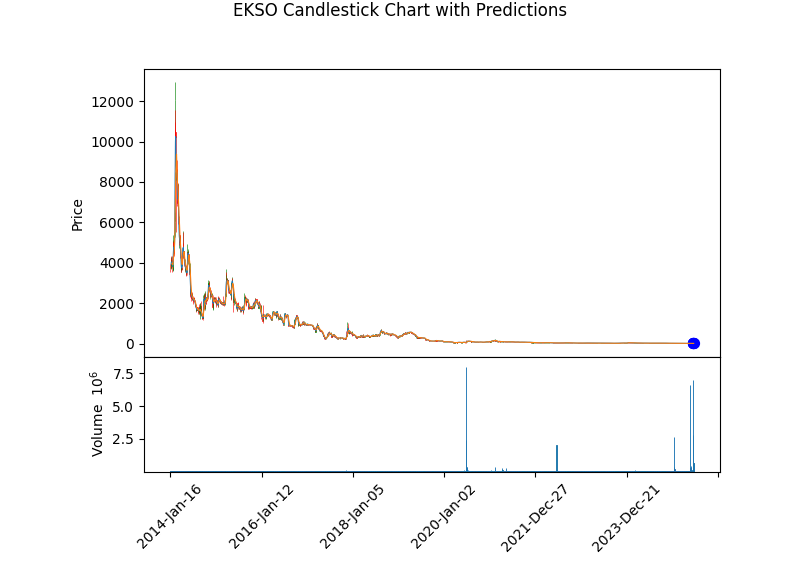 EKSO Candlestick Chart with Predictions
12000
10000
8000
6000
4000
2000
0
Price
7.5
5.0
2.5
Volume 10^6
2014-Jan-16
2016-Jan-12
2018-Jan-05
2020-Jan-02
2021-Dec-27
2023-Dec-21